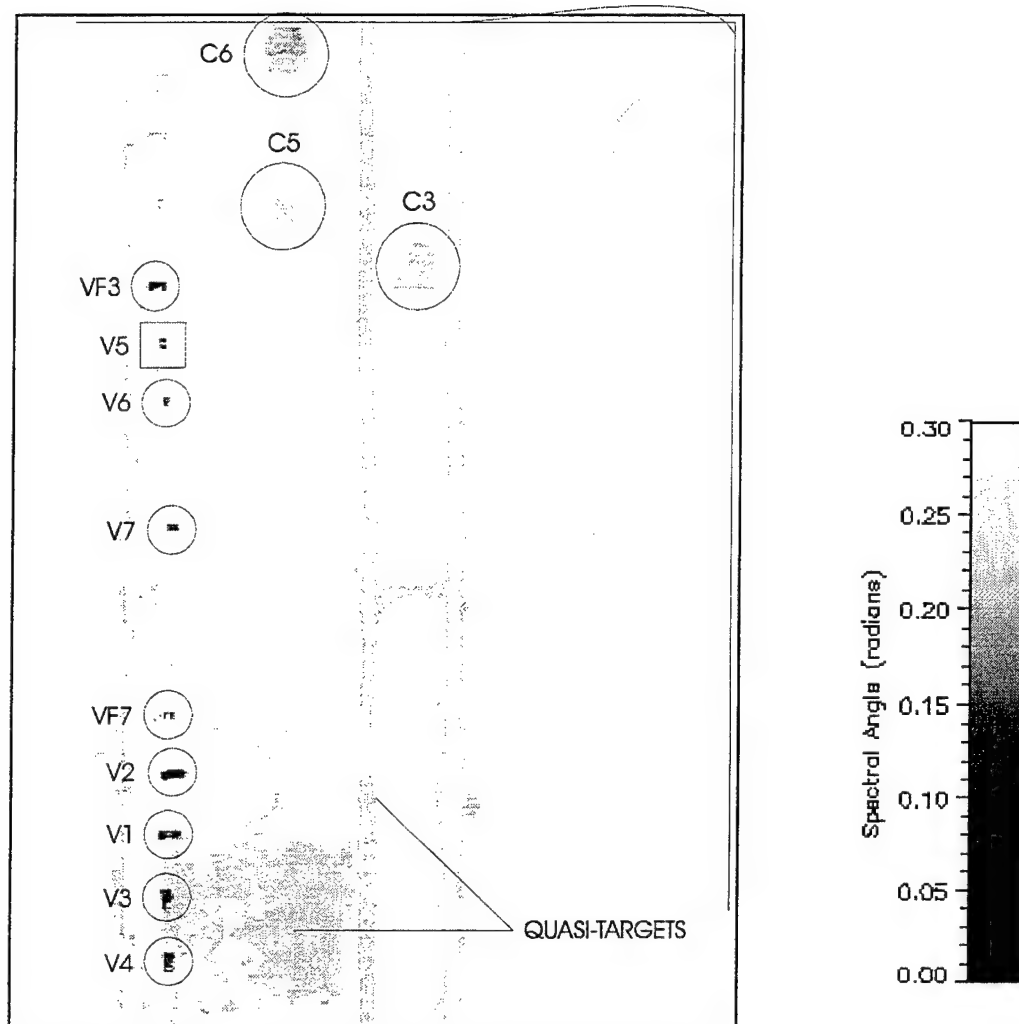 C6
C5
C3
VF3
V5
V6
V7
VF7
V2
V1
V3
V4
QUASI-TARGETS
Spectral Angle (radians)
0.30
0.25
0.20
0.15
0.10
0.05
0.00